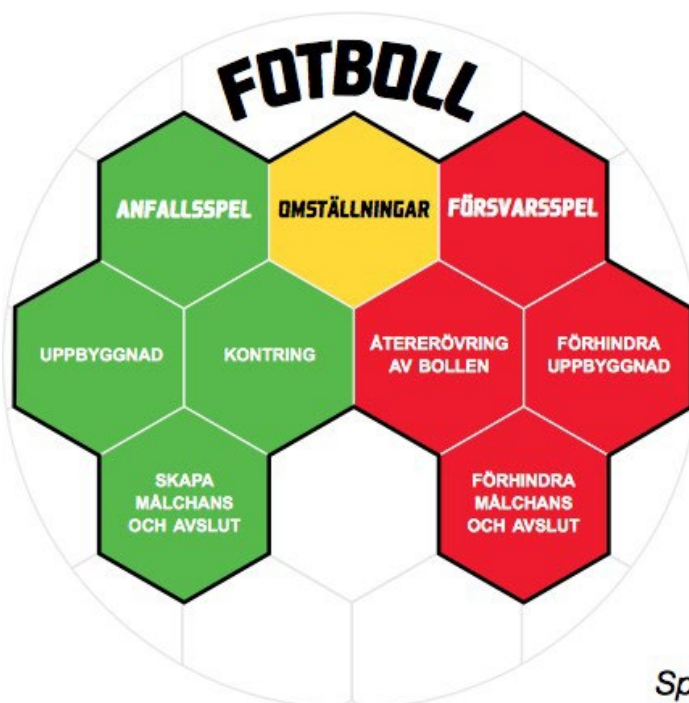 FOTBOLL
ANFALLSSPEL
OMSTÄLLNINGAR
FÖRSVARSSPEL
UPPBYGGNAD
KONTRING
ÅTERERÖVRING
AV BOLLEN
FÖRHINDRA
UPPBYGGNAD
SKAPA
MÅLCHANS
OCH AVSLUT
FÖRHINDRA
MÅLCHANS
OCH AVSLUT
Sp